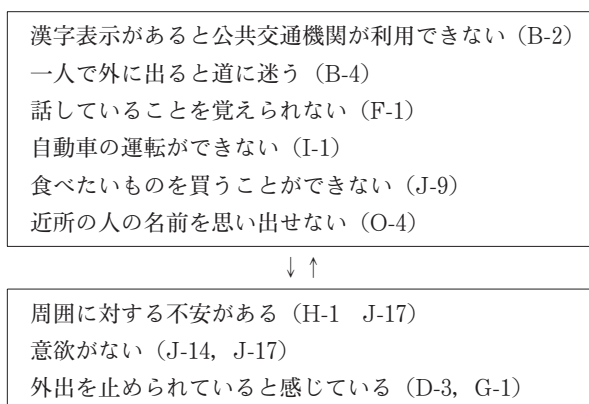 漢字表示があると公共交通機関が利用できない（B-2）
一人で外に出ると道に迷う（B-4）
話していることを覚えられない（F-1）
自動車の運転ができない（I-1）
食べたいものを買うことができない（J-9）
近所の人の名前を思い出せない（O-4）
↓ ↑
周囲に対する不安がある（H-1　J-17）
意欲がない（J-14，J-17）
外出を止められていると感じている（D-3，G-1）